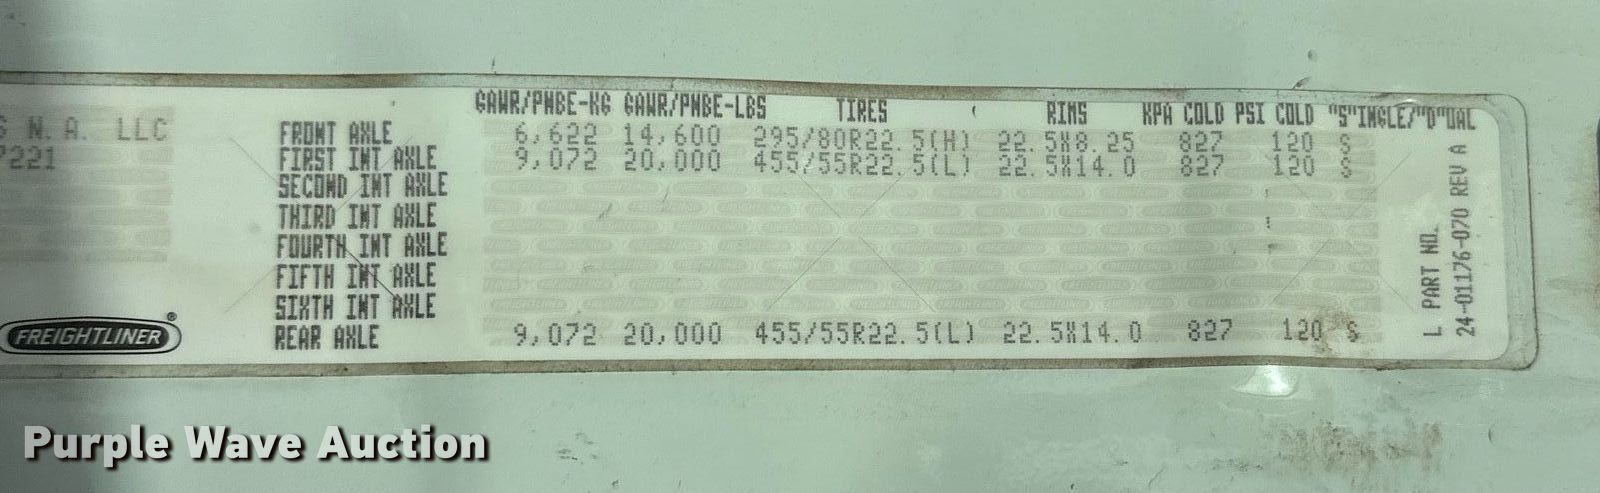 GAWR/PNBE-KG GAWR/PNBE-LBS TIRES RIMS KPA COLD PSI COLD "S"INGLE/"D"UAL
S N. A. LLC
7221
FRONT AXLE 6,622 14,600 295/80R22.5(H) 22.5X8.25 827 120 S
FIRST INT AXLE 9,072 20,000 455/55R22.5(L) 22.5X14.0 827 120 S
SECOND INT AXLE
THIRD INT AXLE
FOURTH INT AXLE
FIFTH INT AXLE
SIXTH INT AXLE
REAR AXLE 9,072 20,000 455/55R22.5(L) 22.5X14.0 827 120 S
FREIGHTLINER®
L PART NO.
24-01176-070 REV A
Purple Wave Auction